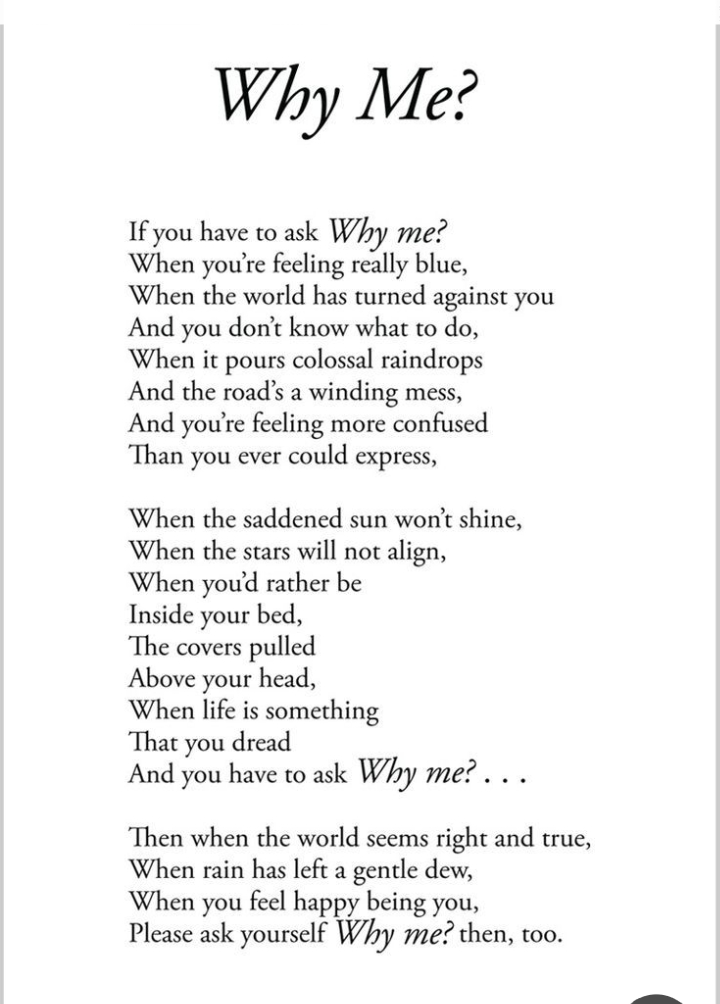 Why Me?
If you have to ask Why me?
When you’re feeling really blue,
When the world has turned against you
And you don’t know what to do,
When it pours colossal raindrops
And the road’s a winding mess,
And you’re feeling more confused
Than you ever could express,
When the saddened sun won’t shine,
When the stars will not align,
When you’d rather be
Inside your bed,
The covers pulled
Above your head,
When life is something
That you dread
And you have to ask Why me? . . .
Then when the world seems right and true,
When rain has left a gentle dew,
When you feel happy being you,
Please ask yourself Why me? then, too.